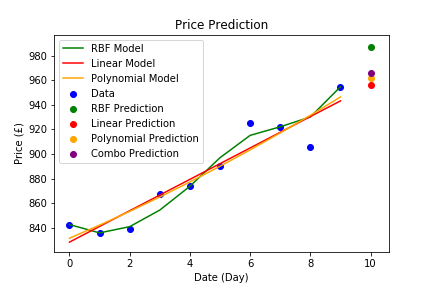 Price Prediction
RBF Model
Linear Model
Polynomial Model
Data
RBF Prediction
Linear Prediction
Polynomial Prediction
Combo Prediction
Price (£)
980
960
940
920
900
880
860
840
0 2 4 6 8 10
Date (Day)